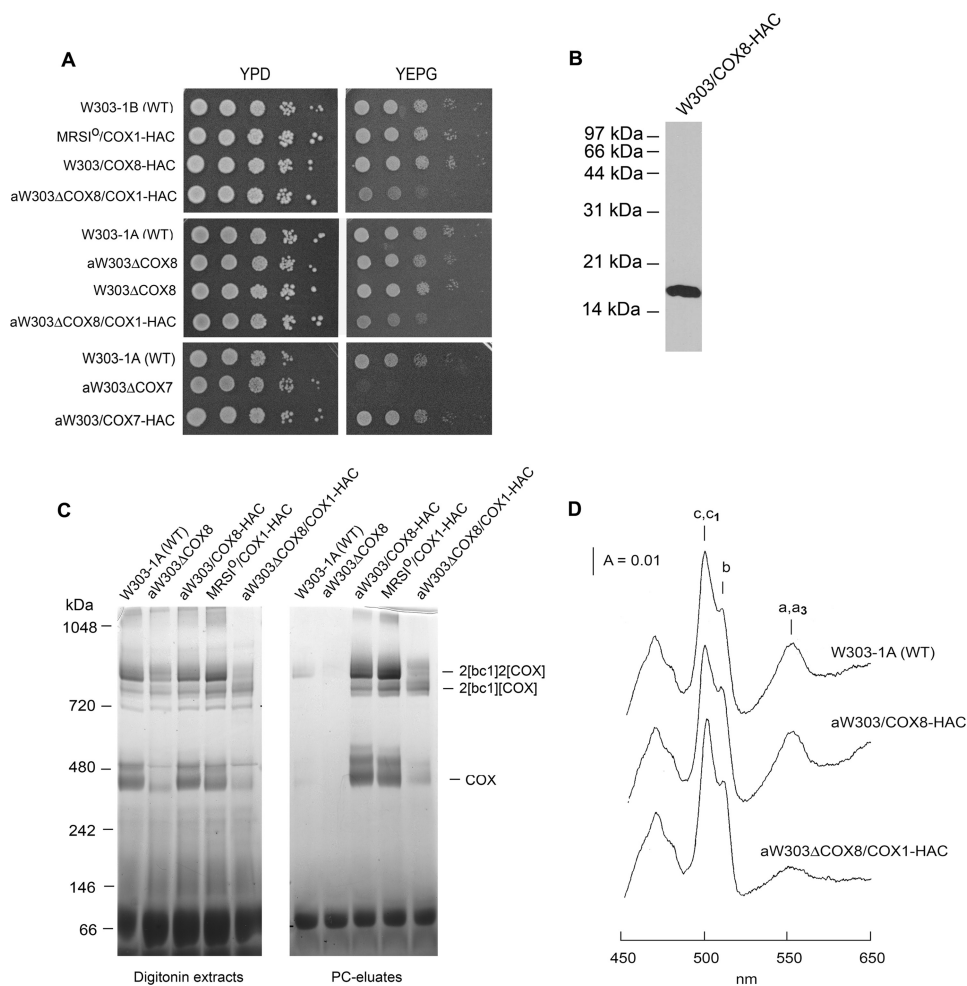 A
YPD
YEPG
W303-1B (WT)
MRSIᴼ/COX1-HAC
W303/COX8-HAC
aW303ΔCOX8/COX1-HAC
W303-1A (WT)
aW303ΔCOX8
W303ΔCOX8
aW303ΔCOX8/COX1-HAC
W303-1A (WT)
aW303ΔCOX7
aW303/COX7-HAC
B
W303/COX8-HAC
97 kDa
66 kDa
44 kDa
31 kDa
21 kDa
14 kDa
C
W303-1A (WT)
aW303ΔCOX8
aW303/COX8-HAC
MRSIᴼ/COX1-HAC
aW303ΔCOX8/COX1-HAC
W303-1A (WT)
aW303ΔCOX8
aW303/COX8-HAC
MRSIᴼ/COX1-HAC
aW303ΔCOX8/COX1-HAC
kDa
1048
720
480
242
146
66
2[bc1]2[COX]
2[bc1][COX]
COX
Digitonin extracts
PC-eluates
D
A = 0.01
c,c₁
b
a,a₃
W303-1A (WT)
aW303/COX8-HAC
aW303ΔCOX8/COX1-HAC
450 500 550 650
nm